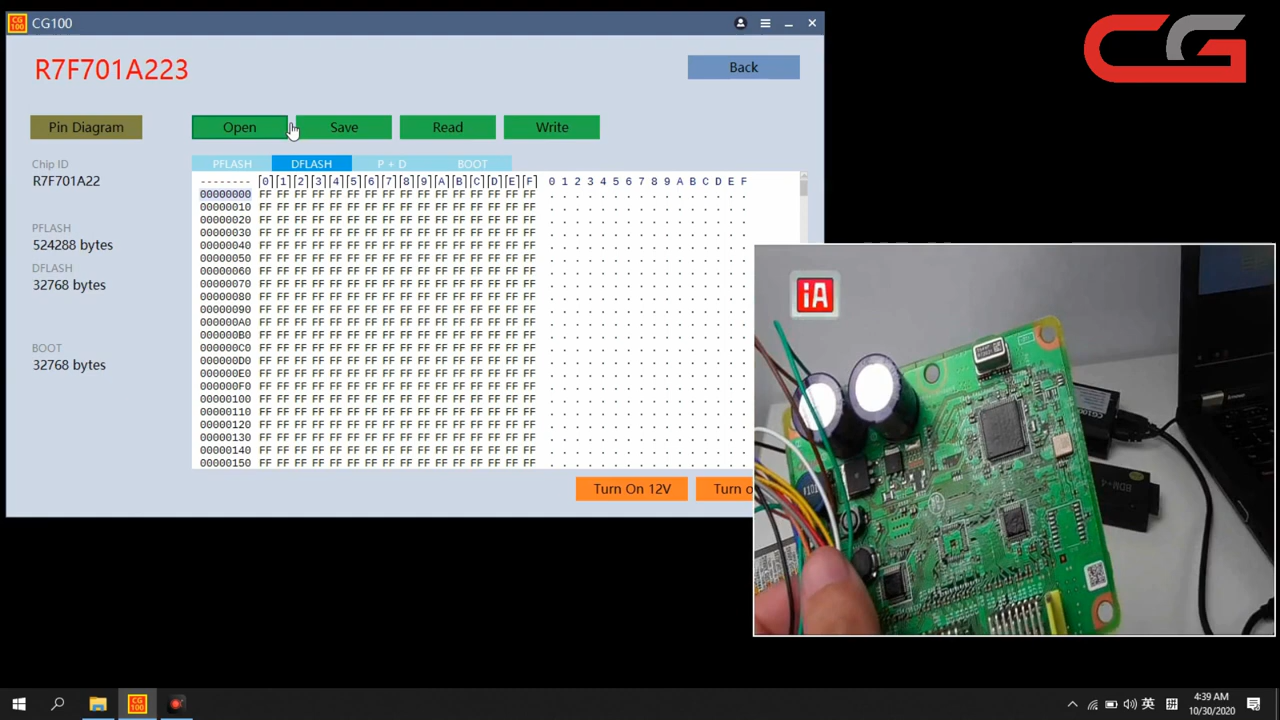 CG 100 CG100
CG
R7F701A223
Back
Pin Diagram Open Save Read Write
Chip ID
R7F701A22
PFLASH
524288 bytes
DFLASH
32768 bytes
BOOT
32768 bytes
PFLASH DFLASH P + D BOOT
-------- [0][1][2][3][4][5][6][7][8][9][A][B][C][D][E][F] 0 1 2 3 4 5 6 7 8 9 A B C D E F
00000000 FF FF FF FF FF FF FF FF FF FF FF FF FF FF FF FF . . . . . . . . . . . . . . . .
00000010 FF FF FF FF FF FF FF FF FF FF FF FF FF FF FF FF . . . . . . . . . . . . . . . .
00000020 FF FF FF FF FF FF FF FF FF FF FF FF FF FF FF FF . . . . . . . . . . . . . . . .
00000030 FF FF FF FF FF FF FF FF FF FF FF FF FF FF FF FF . . . . . . . . . . . . . . . .
00000040 FF FF FF FF FF FF FF FF FF FF FF FF FF FF FF FF . . . . . . . . . . . . . . . .
00000050 FF FF FF FF FF FF FF FF FF FF FF FF FF FF FF FF . . . . . . . . . . . . . . . .
00000060 FF FF FF FF FF FF FF FF FF FF FF FF FF FF FF FF . . . . . . . . . . . . . . . .
00000070 FF FF FF FF FF FF FF FF FF FF FF FF FF FF FF FF . . . . . . . . . . . . . . . .
00000080 FF FF FF FF FF FF FF FF FF FF FF FF FF FF FF FF . . . . . . . . . . . . . . . .
00000090 FF FF FF FF FF FF FF FF FF FF FF FF FF FF FF FF . . . . . . . . . . . . . . . .
000000A0 FF FF FF FF FF FF FF FF FF FF FF FF FF FF FF FF . . . . . . . . . . . . . . . .
000000B0 FF FF FF FF FF FF FF FF FF FF FF FF FF FF FF FF . . . . . . . . . . . . . . . .
000000C0 FF FF FF FF FF FF FF FF FF FF FF FF FF FF FF FF . . . . . . . . . . . . . . . .
000000D0 FF FF FF FF FF FF FF FF FF FF FF FF FF FF FF FF . . . . . . . . . . . . . . . .
000000E0 FF FF FF FF FF FF FF FF FF FF FF FF FF FF FF FF . . . . . . . . . . . . . . . .
000000F0 FF FF FF FF FF FF FF FF FF FF FF FF FF FF FF FF . . . . . . . . . . . . . . . .
00000100 FF FF FF FF FF FF FF FF FF FF FF FF FF FF FF FF . . . . . . . . . . . . . . . .
00000110 FF FF FF FF FF FF FF FF FF FF FF FF FF FF FF FF . . . . . . . . . . . . . . . .
00000120 FF FF FF FF FF FF FF FF FF FF FF FF FF FF FF FF . . . . . . . . . . . . . . . .
00000130 FF FF FF FF FF FF FF FF FF FF FF FF FF FF FF FF . . . . . . . . . . . . . . . .
00000140 FF FF FF FF FF FF FF FF FF FF FF FF FF FF FF FF . . . . . . . . . . . . . . . .
00000150 FF FF FF FF FF FF FF FF FF FF FF FF FF FF FF FF . . . . . . . . . . . . . . . .
Turn On 12V Turn o
iA
CG100
BDM+4
CG 100
英
4:39 AM
10/30/2020